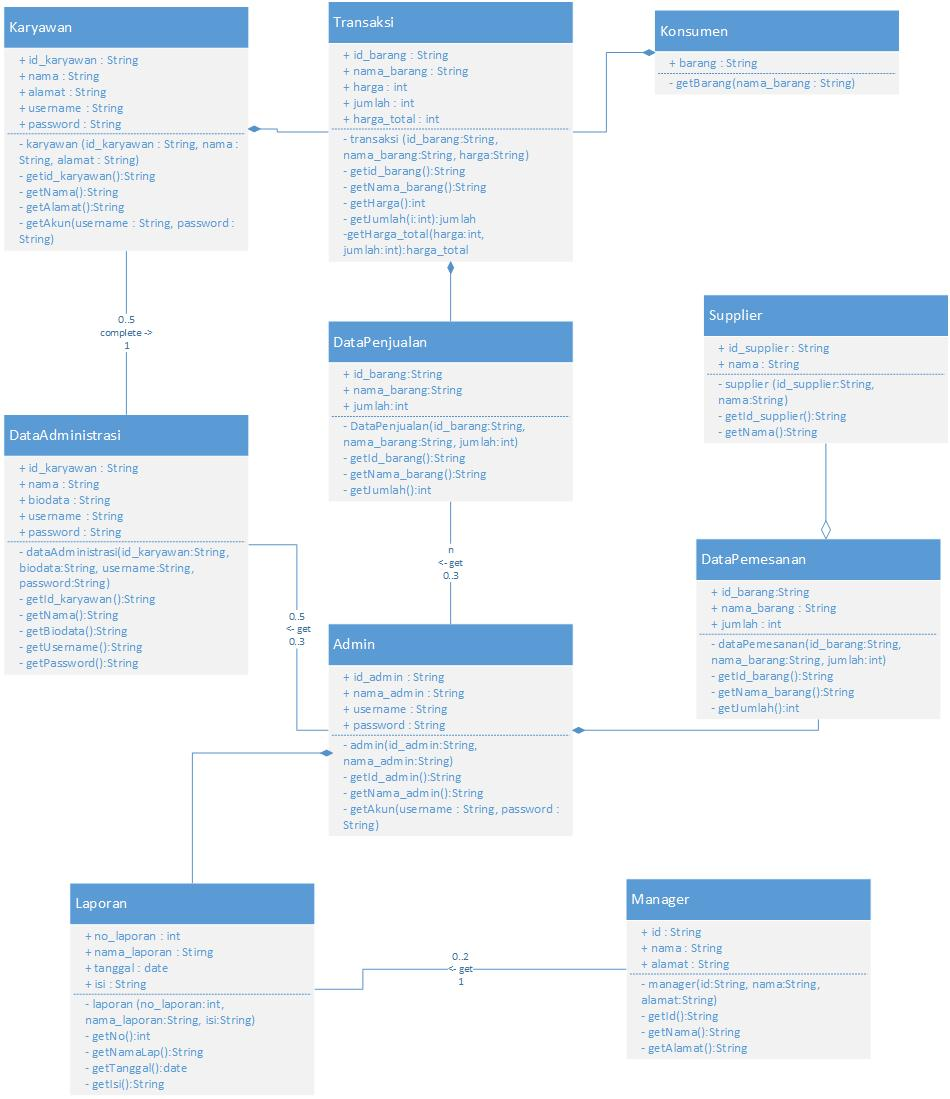 Karyawan
+ id_karyawan : String
+ nama : String
+ alamat : String
+ username : String
+ password : String
- karyawan (id_karyawan : String, nama :
String, alamat : String)
- getid_karyawan():String
- getNama():String
- getAlamat():String
- getAkun(username : String, password :
String)
Transaksi
+ id_barang : String
+ nama_barang : String
+ harga : int
+ jumlah : int
+ harga_total : int
- transaksi (id_barang:String,
nama_barang:String, harga:String)
- getid_barang():String
- getNama_barang():String
- getHarga():int
- getJumlah(i:int):jumlah
-getHarga_total(harga:int,
jumlah:int):harga_total
Konsumen
+ barang : String
- getBarang(nama_barang : String)
0..5
complete ->
1
DataPenjualan
+ id_barang:String
+ nama_barang:String
+ jumlah:int
- DataPenjualan(id_barang:String,
nama_barang:String, jumlah:int)
- getId_barang():String
- getNama_barang():String
- getJumlah():int
Supplier
+ id_supplier : String
+ nama : String
- supplier (id_supplier:String,
nama:String)
- getId_supplier():String
- getNama():String
DataAdministrasi
+ id_karyawan : String
+ nama : String
+ biodata : String
+ username : String
+ password : String
- dataAdministrasi(id_karyawan:String,
biodata:String, username:String,
password:String)
- getId_karyawan():String
- getNama():String
- getBiodata():String
- getUsername():String
- getPassword():String
n
<- get
0..3
0..5
<- get
0..3
DataPemesanan
+ id_barang:String
+ nama_barang : String
+ jumlah : int
- dataPemesanan(id_barang:String,
nama_barang:String, jumlah:int)
- getId_barang():String
- getNama_barang():String
- getJumlah():int
Admin
+ id_admin : String
+ nama_admin : String
+ username : String
+ password : String
- admin(id_admin:String,
nama_admin:String)
- getId_admin():String
- getNama_admin():String
- getAkun(username : String, password :
String)
Laporan
+ no_laporan : int
+ nama_laporan : Stirng
+ tanggal : date
+ isi : String
- laporan (no_laporan:int,
nama_laporan:String, isi:String)
- getNo():int
- getNamaLap():String
- getTanggal():date
- getIsi():String
0..2
<- get
1
Manager
+ id : String
+ nama : String
+ alamat : String
- manager(id:String, nama:String,
alamat:String)
- getId():String
- getNama():String
- getAlamat():String